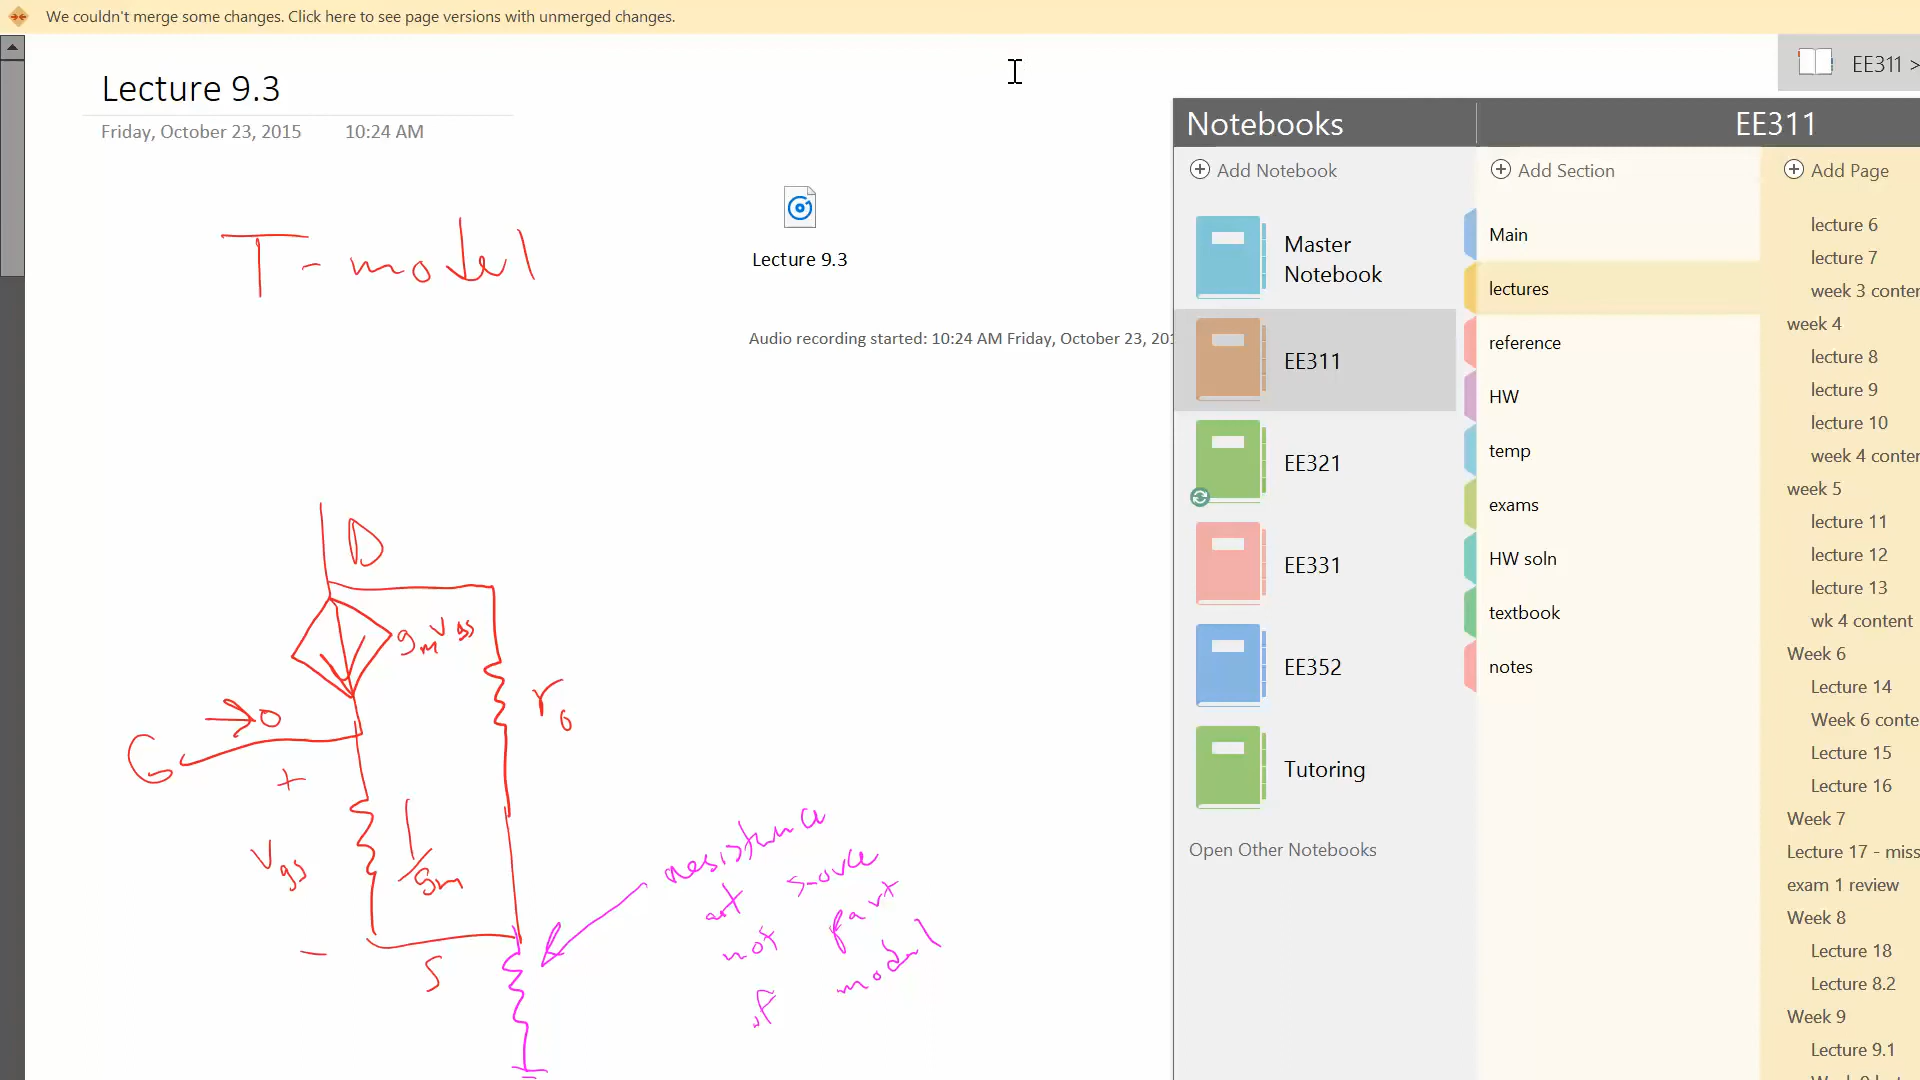 We couldn't merge some changes. Click here to see page versions with unmerged changes.
Lecture 9.3
Friday, October 23, 2015 10:24 AM
T-model
Lecture 9.3
Audio recording started: 10:24 AM Friday, October 23, 201
D
gmvgs
ro
0
G
+
vgs
1/gm
-
S
resistance
at source
not part
of model
EE311 >
Notebooks
EE311
Add Notebook
Master
Notebook
EE311
EE321
EE331
EE352
Tutoring
Open Other Notebooks
Add Section
Main
lectures
reference
HW
temp
exams
HW soln
textbook
notes
Add Page
lecture 6
lecture 7
week 3 conter
week 4
lecture 8
lecture 9
lecture 10
week 4 conter
week 5
lecture 11
lecture 12
lecture 13
wk 4 content
Week 6
Lecture 14
Week 6 conte
Lecture 15
Lecture 16
Week 7
Lecture 17 - miss
exam 1 review
Week 8
Lecture 18
Lecture 8.2
Week 9
Lecture 9.1